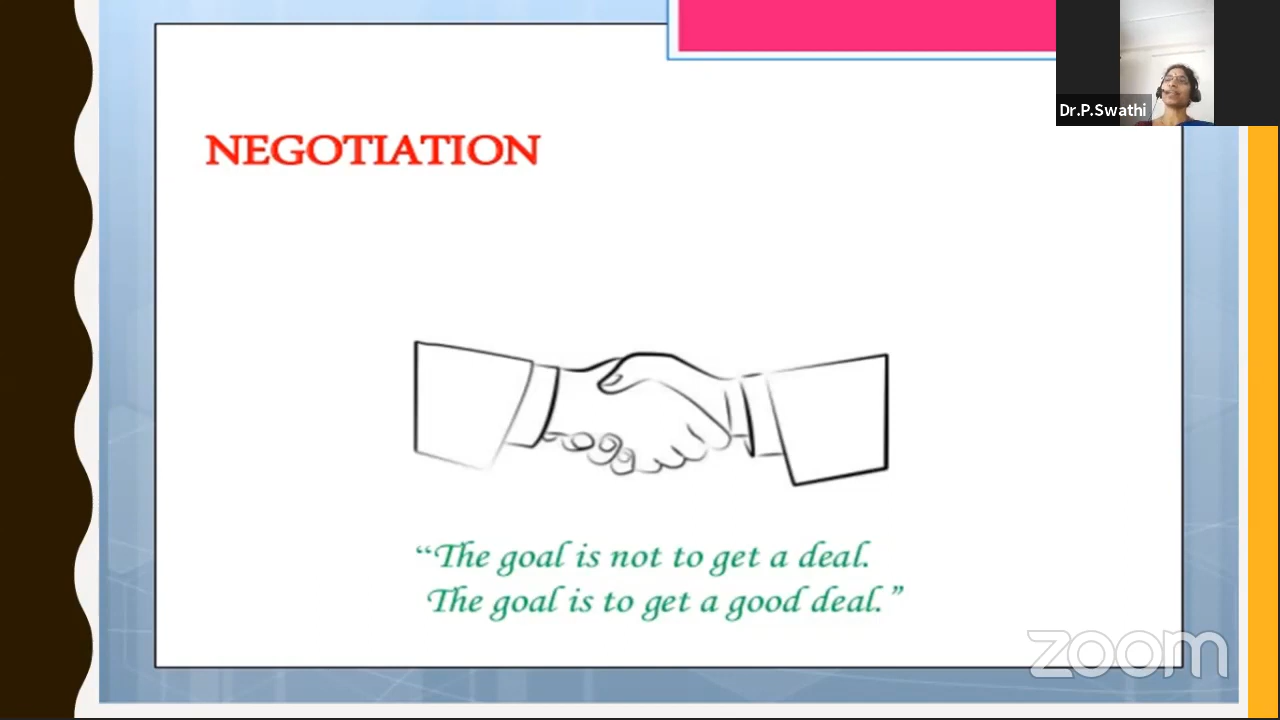 Dr.P.Swathi
NEGOTIATION
“The goal is not to get a deal.
The goal is to get a good deal.”
zoom